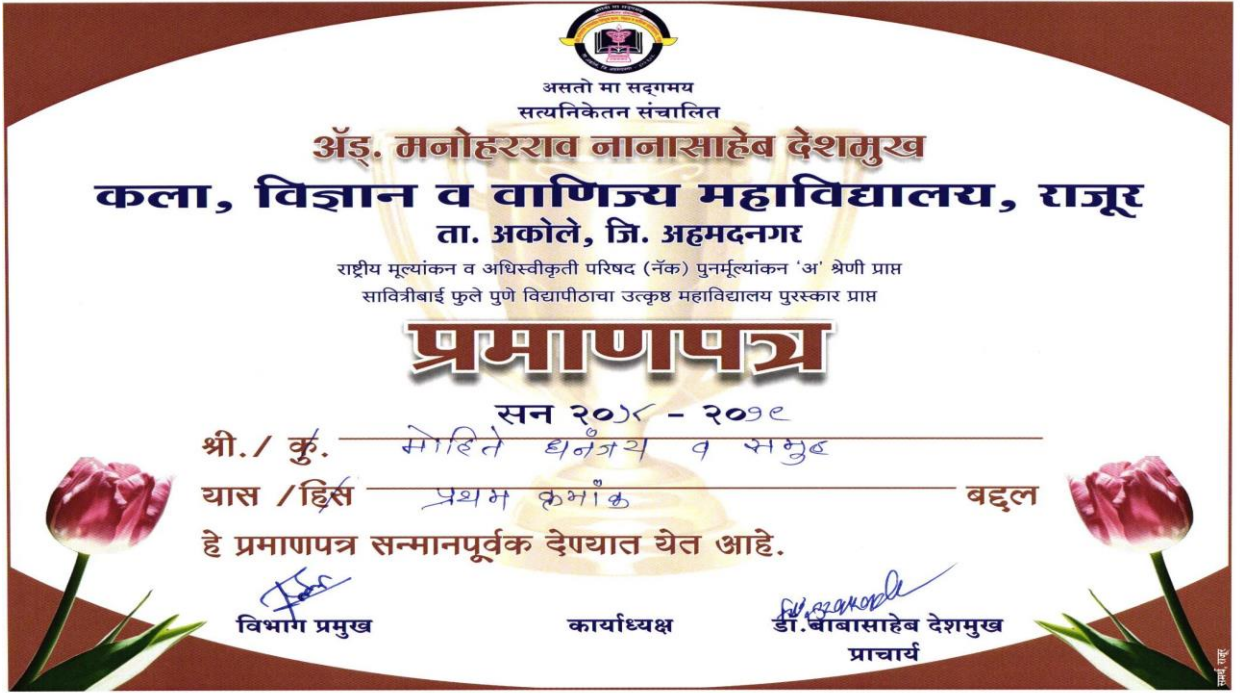 असतो मा सद्गमय
सत्यनिकेतन संचालित
ॲड. मनोहरराव नानासाहेब देशमुख
कला, विज्ञान व वाणिज्य महाविद्यालय, राजूर
ता. अकोले, जि. अहमदनगर
राष्ट्रीय मूल्यांकन व अधिस्वीकृती परिषद (नॅक) पुनर्मूल्यांकन 'अ' श्रेणी प्राप्त
सावित्रीबाई फुले पुणे विद्यापीठाचा उत्कृष्ठ महाविद्यालय पुरस्कार प्राप्त
प्रमाणपत्र
सन २०१८ - २०१९
श्री./ कु. मोहिते धनंजय व समुह
यास /हिस प्रथम क्रमांक बद्दल
हे प्रमाणपत्र सन्मानपूर्वक देण्यात येत आहे.
विभाग प्रमुख कार्याध्यक्ष डॉ.बाबासाहेब देशमुख
प्राचार्य
समर्थ, राजूर